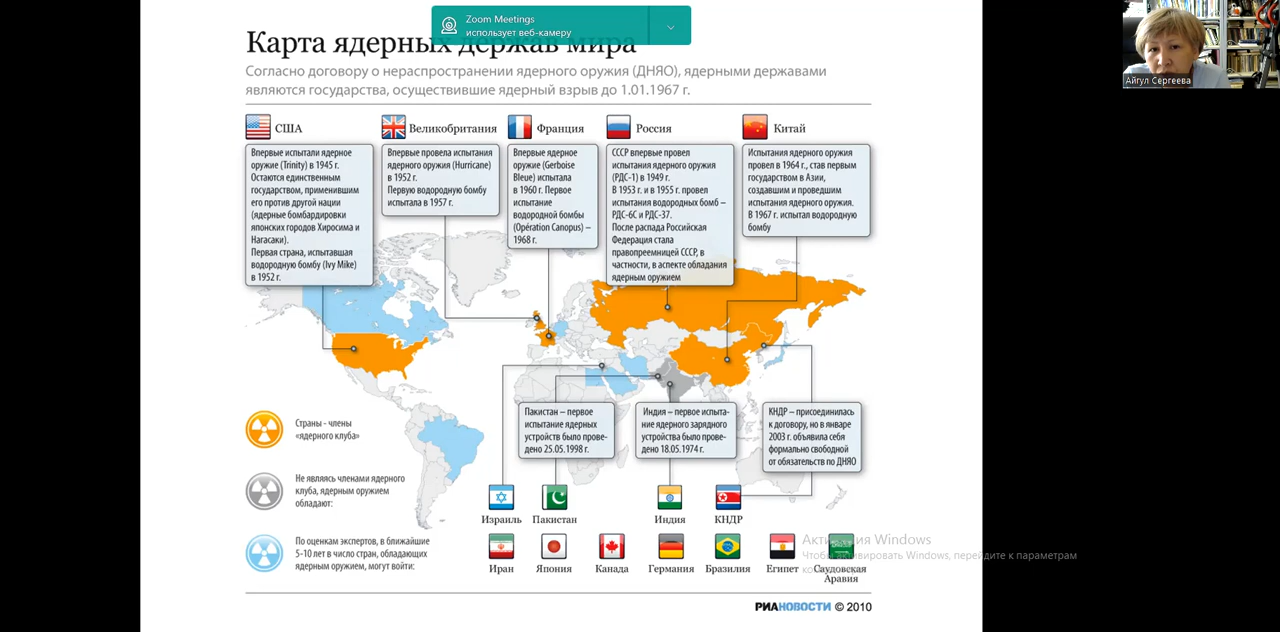 Zoom Meetings
использует веб-камеру
Айгул Сергеева
Карта ядерных держав мира
Согласно договору о нераспространении ядерного оружия (ДНЯО), ядерными державами
являются государства, осуществившие ядерный взрыв до 1.01.1967 г.
США
Впервые испытали ядерное
оружие (Trinity) в 1945 г.
Остаются единственным
государством, применившим
его против другой нации
(ядерные бомбардировки
японских городов Хиросима и
Нагасаки).
Первая страна, испытавшая
водородную бомбу (Ivy Mike)
в 1952 г.
Великобритания
Впервые провела испытания
ядерного оружия (Hurricane)
в 1952 г.
Первую водородную бомбу
испытала в 1957 г.
Франция
Впервые ядерное
оружие (Gerboise
Bleue) испытала
в 1960 г. Первое
испытание
водородной бомбы
(Opération Canopus) –
1968 г.
Россия
СССР впервые провел
испытания ядерного оружия
(РДС-1) в 1949 г.
В 1953 г. и в 1955 г. провел
испытания водородных бомб –
РДС-6С и РДС-37.
После распада Российская
Федерация стала
правопреемницей СССР, в
частности, в аспекте обладания
ядерным оружием
Китай
Испытания ядерного оружия
провел в 1964 г., став первым
государством в Азии,
создавшим и проведшим
испытания ядерного оружия.
В 1967 г. испытал водородную
бомбу
Пакистан – первое
испытание ядерных
устройств было прове-
дено 25.05.1998 г.
Индия – первое испыта-
ние ядерного зарядного
устройства было прове-
дено 18.05.1974 г.
КНДР – присоединилась
к договору, но в январе
2003 г. объявила себя
формально свободной
от обязательств по ДНЯО
Страны - члены
«ядерного клуба»
Не являясь членами ядерного
клуба, ядерным оружием
обладают:
Израиль
Пакистан
Индия
КНДР
По оценкам экспертов, в ближайшие
5–10 лет в число стран, обладающих
ядерным оружием, могут войти:
Иран
Япония
Канада
Германия
Бразилия
Египет
Саудовская
Аравия
Активация Windows
Чтобы активировать Windows, перейдите к параметрам
РИАНОВОСТИ © 2010